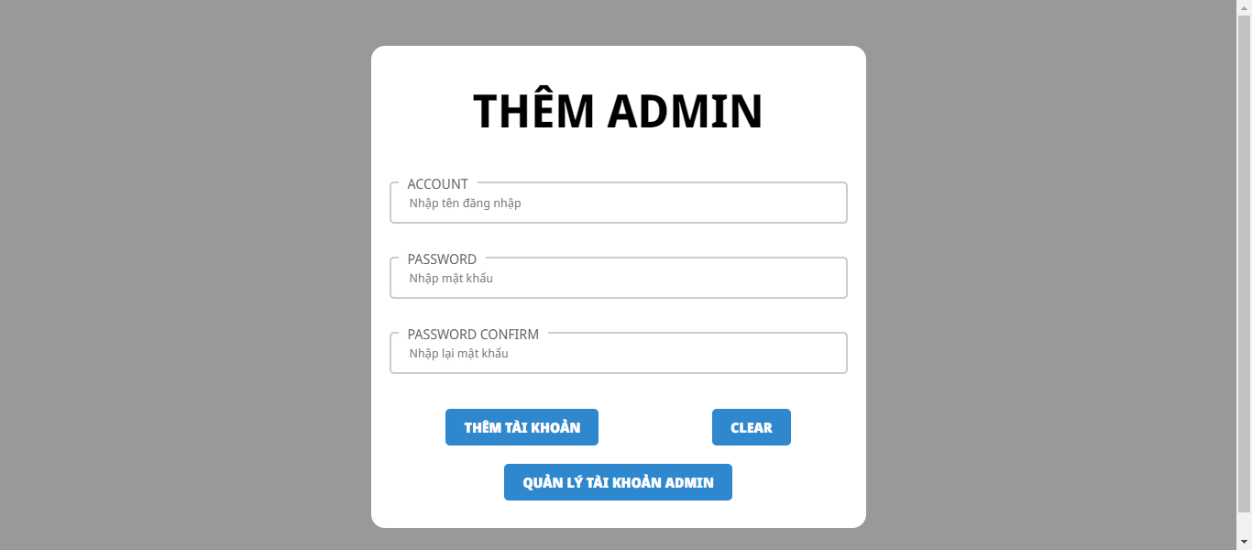 THÊM ADMIN
ACCOUNT
Nhập tên đăng nhập
PASSWORD
Nhập mật khẩu
PASSWORD CONFIRM
Nhập lại mật khẩu
THÊM TÀI KHOẢN CLEAR
QUẢN LÝ TÀI KHOẢN ADMIN